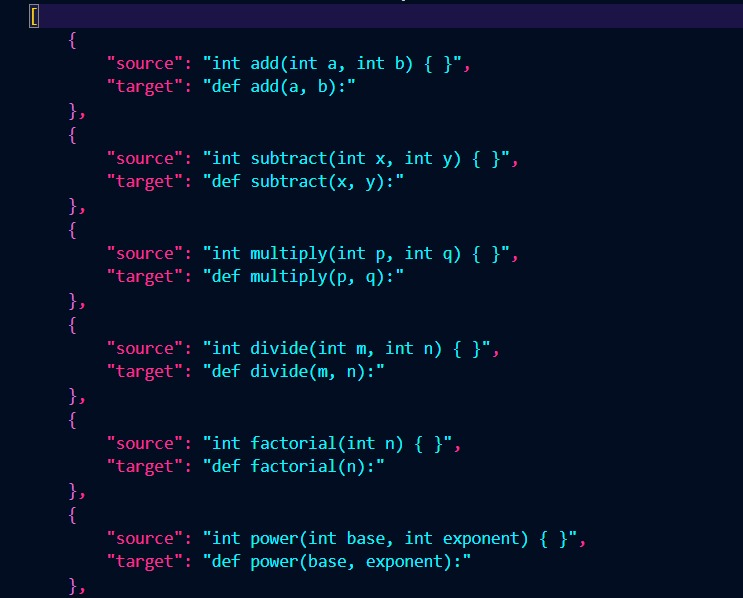 [
    {
        "source": "int add(int a, int b) { }",
        "target": "def add(a, b):"
    },
    {
        "source": "int subtract(int x, int y) { }",
        "target": "def subtract(x, y):"
    },
    {
        "source": "int multiply(int p, int q) { }",
        "target": "def multiply(p, q):"
    },
    {
        "source": "int divide(int m, int n) { }",
        "target": "def divide(m, n):"
    },
    {
        "source": "int factorial(int n) { }",
        "target": "def factorial(n):"
    },
    {
        "source": "int power(int base, int exponent) { }",
        "target": "def power(base, exponent):"
    },